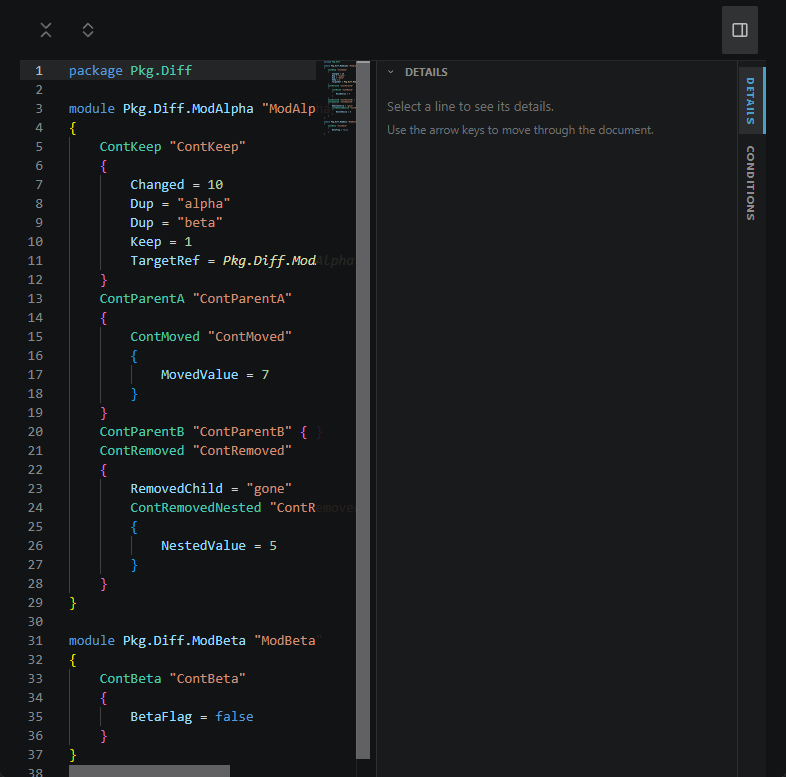 1 package Pkg.Diff
2
3 module Pkg.Diff.ModAlpha "ModAlp
4 {
5 ContKeep "ContKeep"
6 {
7 Changed = 10
8 Dup = "alpha"
9 Dup = "beta"
10 Keep = 1
11 TargetRef = Pkg.Diff.ModAlpha
12 }
13 ContParentA "ContParentA"
14 {
15 ContMoved "ContMoved"
16 {
17 MovedValue = 7
18 }
19 }
20 ContParentB "ContParentB" { }
21 ContRemoved "ContRemoved"
22 {
23 RemovedChild = "gone"
24 ContRemovedNested "ContRemove
25 {
26 NestedValue = 5
27 }
28 }
29 }
30
31 module Pkg.Diff.ModBeta "ModBeta
32 {
33 ContBeta "ContBeta"
34 {
35 BetaFlag = false
36 }
37 }
38
DETAILS
Select a line to see its details.
Use the arrow keys to move through the document.
DETAILS
CONDITIONS